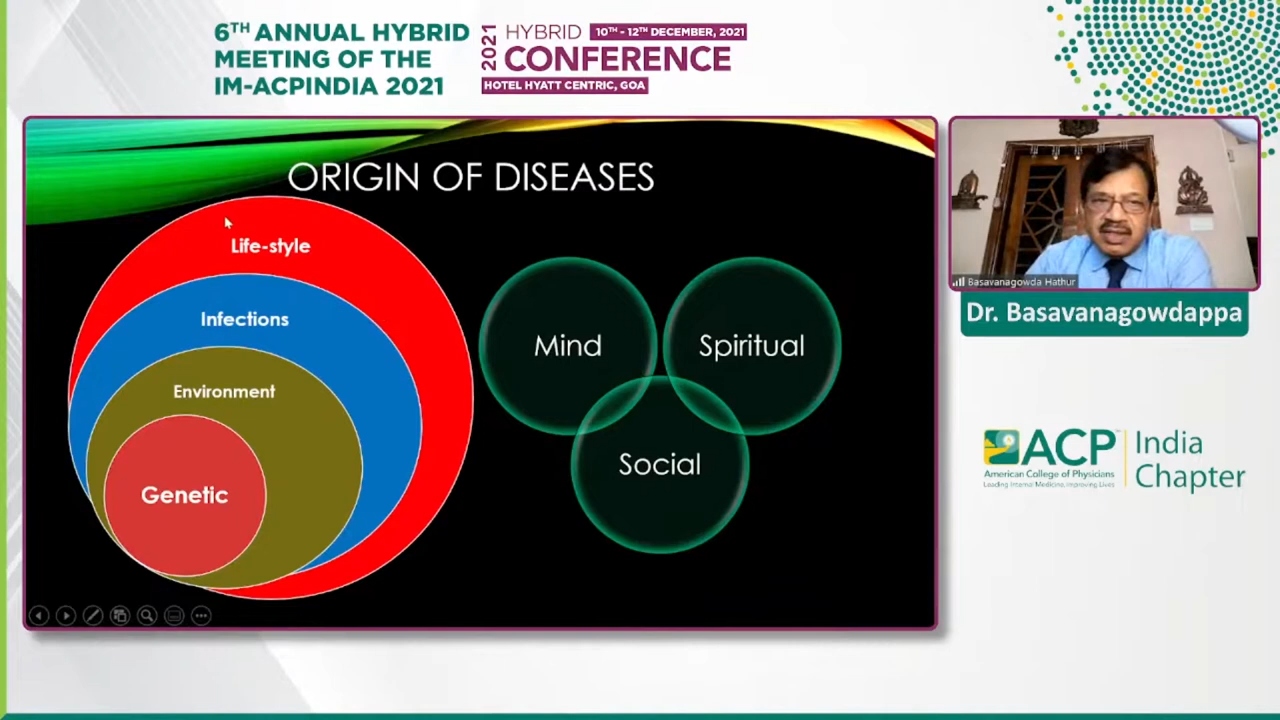 6TH ANNUAL HYBRID
MEETING OF THE
IM-ACPINDIA 2021
2021
HYBRID
10TH - 12TH DECEMBER, 2021
CONFERENCE
HOTEL HYATT CENTRIC, GOA
ORIGIN OF DISEASES
Life-style
Infections
Environment
Genetic
Mind
Spiritual
Social
Basavanagowda Hathur
Dr. Basavanagowdappa
ACP™
American College of Physicians
Leading Internal Medicine, Improving Lives
India
Chapter